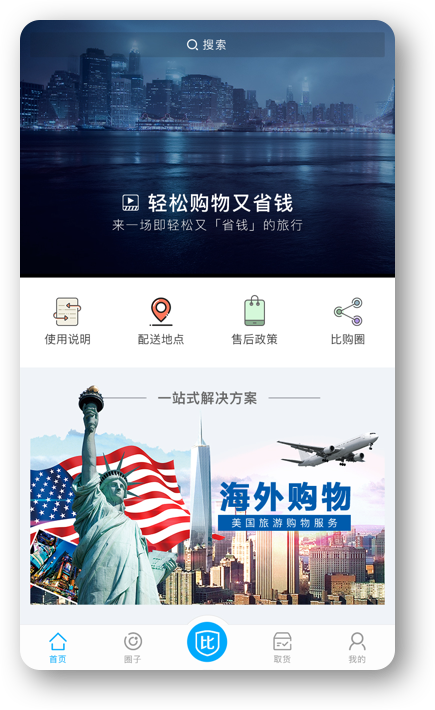 搜索
轻松购物又省钱
来一场即轻松又「省钱」的旅行
使用说明
配送地点
售后政策
比购圈
一站式解决方案
海外购物
美国旅游购物服务
比
首页
圈子
取货
我的